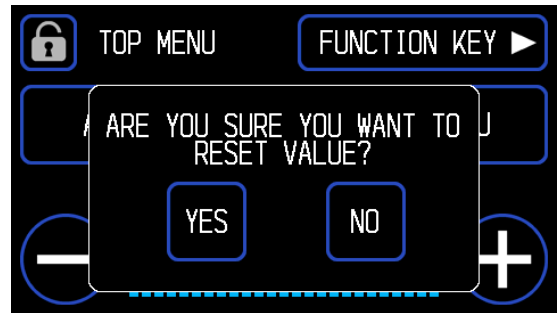 TOP MENU
FUNCTION KEY
ARE YOU SURE YOU WANT TO
RESET VALUE?
YES
NO